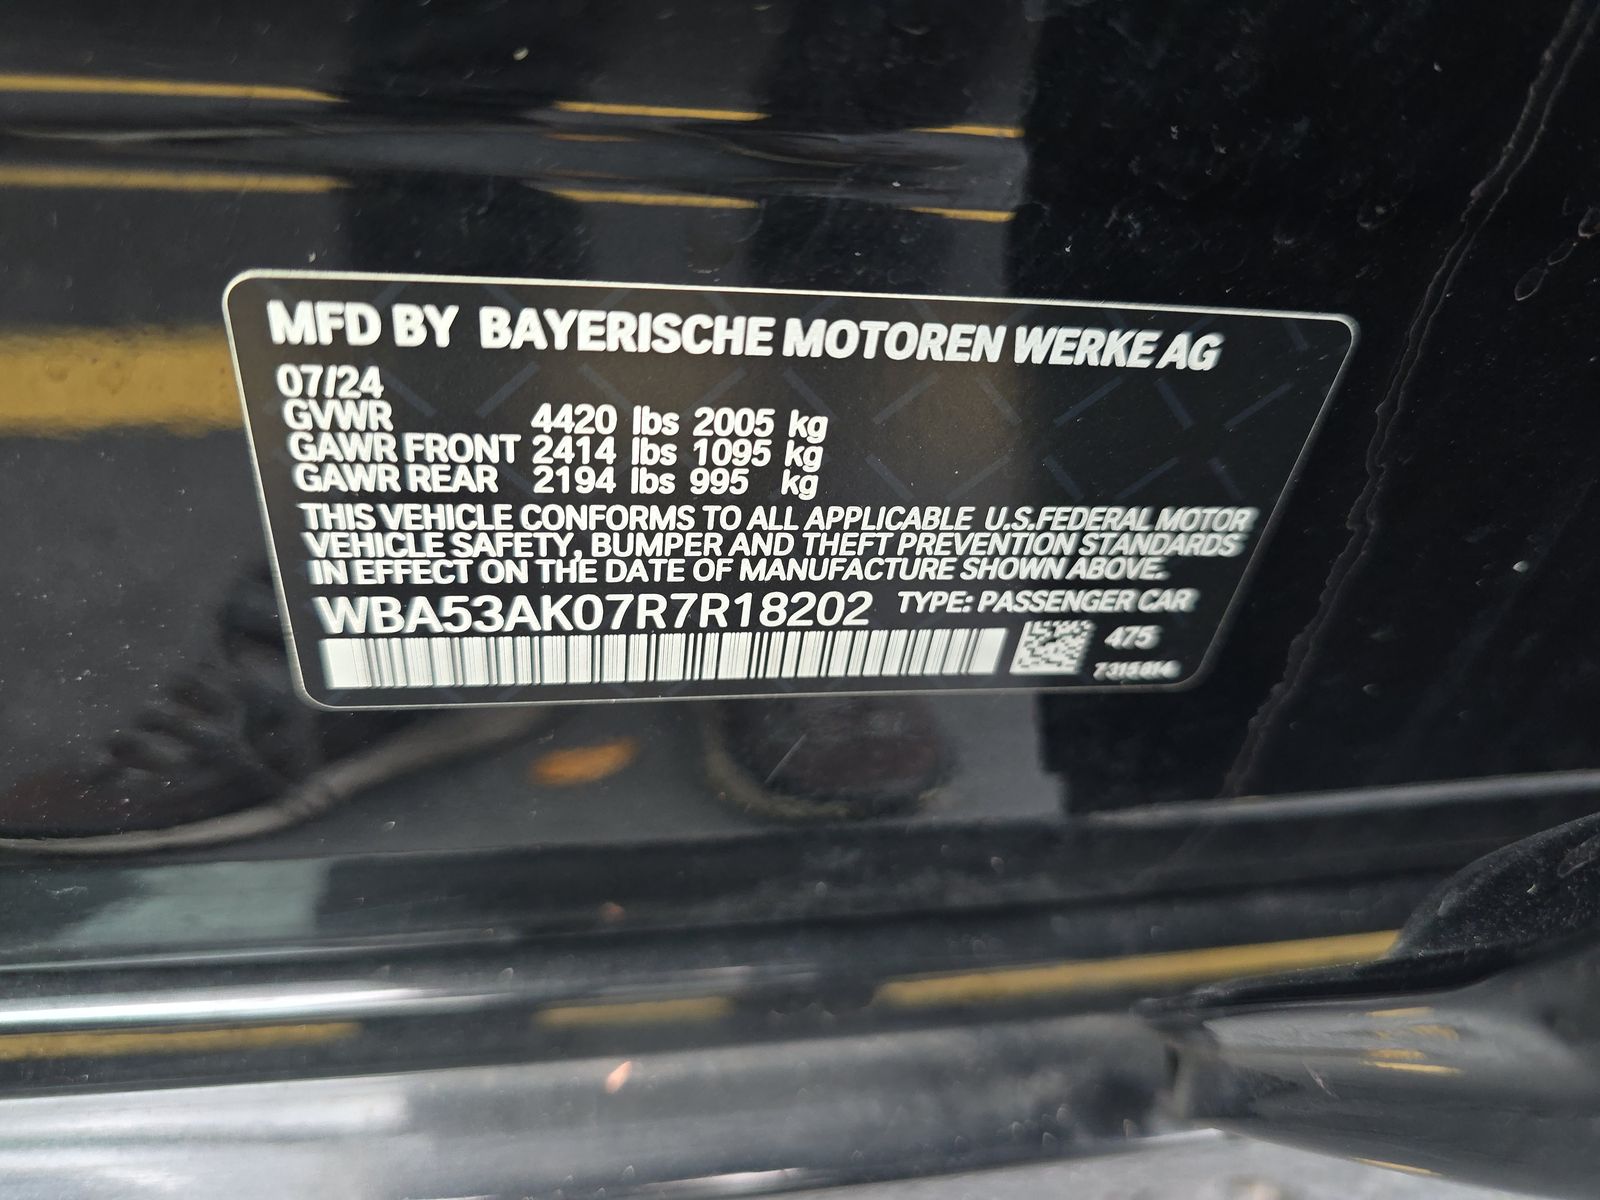 MFD BY BAYERISCHE MOTOREN WERKE AG
07/24
GVWR 4420 lbs 2005 kg
GAWR FRONT 2414 lbs 1095 kg
GAWR REAR 2194 lbs 995 kg
THIS VEHICLE CONFORMS TO ALL APPLICABLE U.S.FEDERAL MOTOR
VEHICLE SAFETY, BUMPER AND THEFT PREVENTION STANDARDS
IN EFFECT ON THE DATE OF MANUFACTURE SHOWN ABOVE.
WBA53AK07R7R18202 TYPE: PASSENGER CAR
475